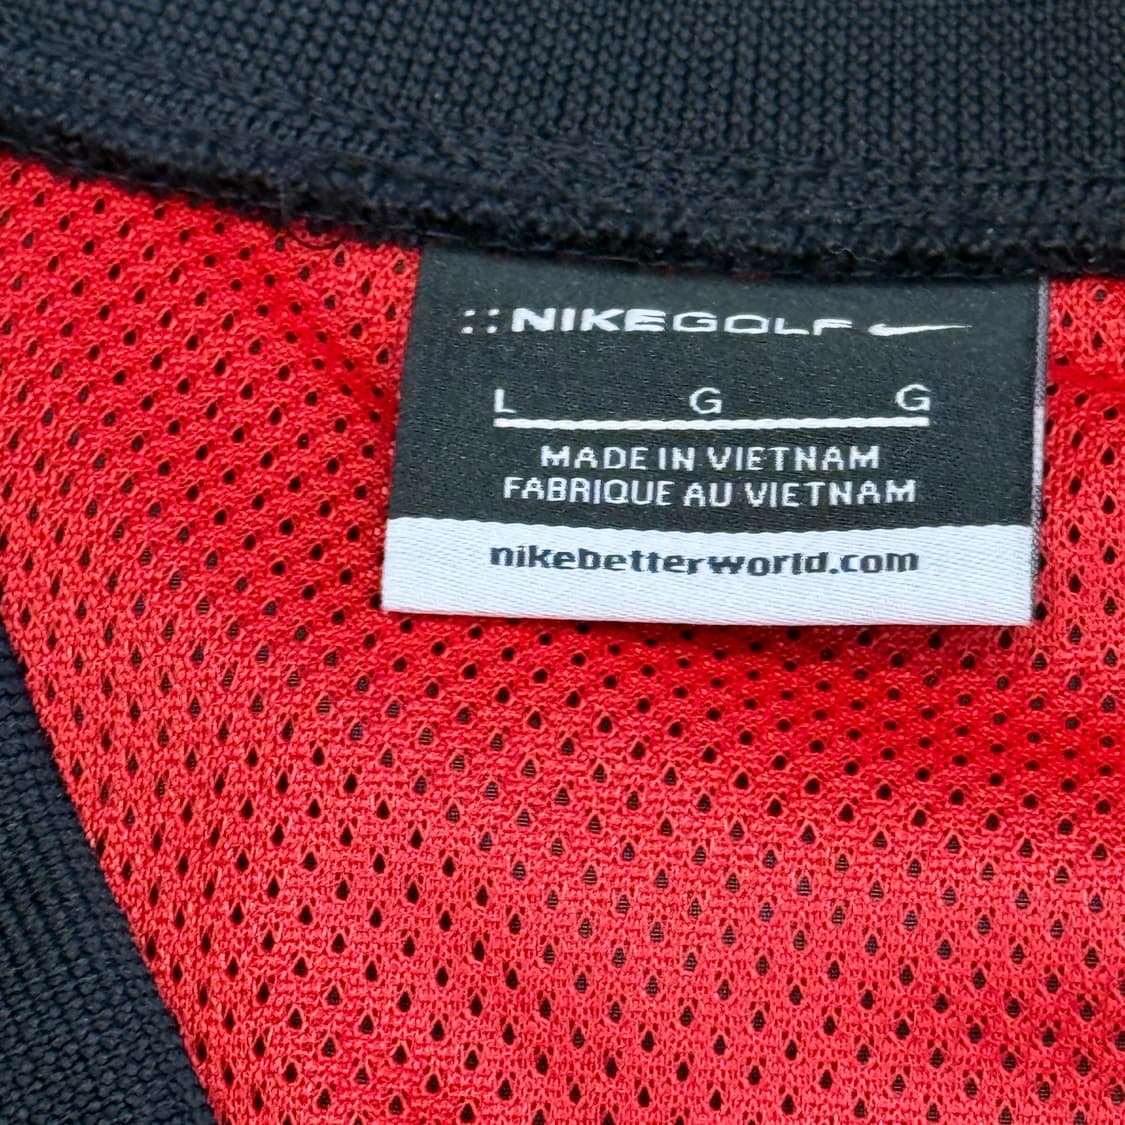 NIKEGOLF
L G G
MADE IN VIETNAM
FABRIQUE AU VIETNAM
nikebetterworld.com